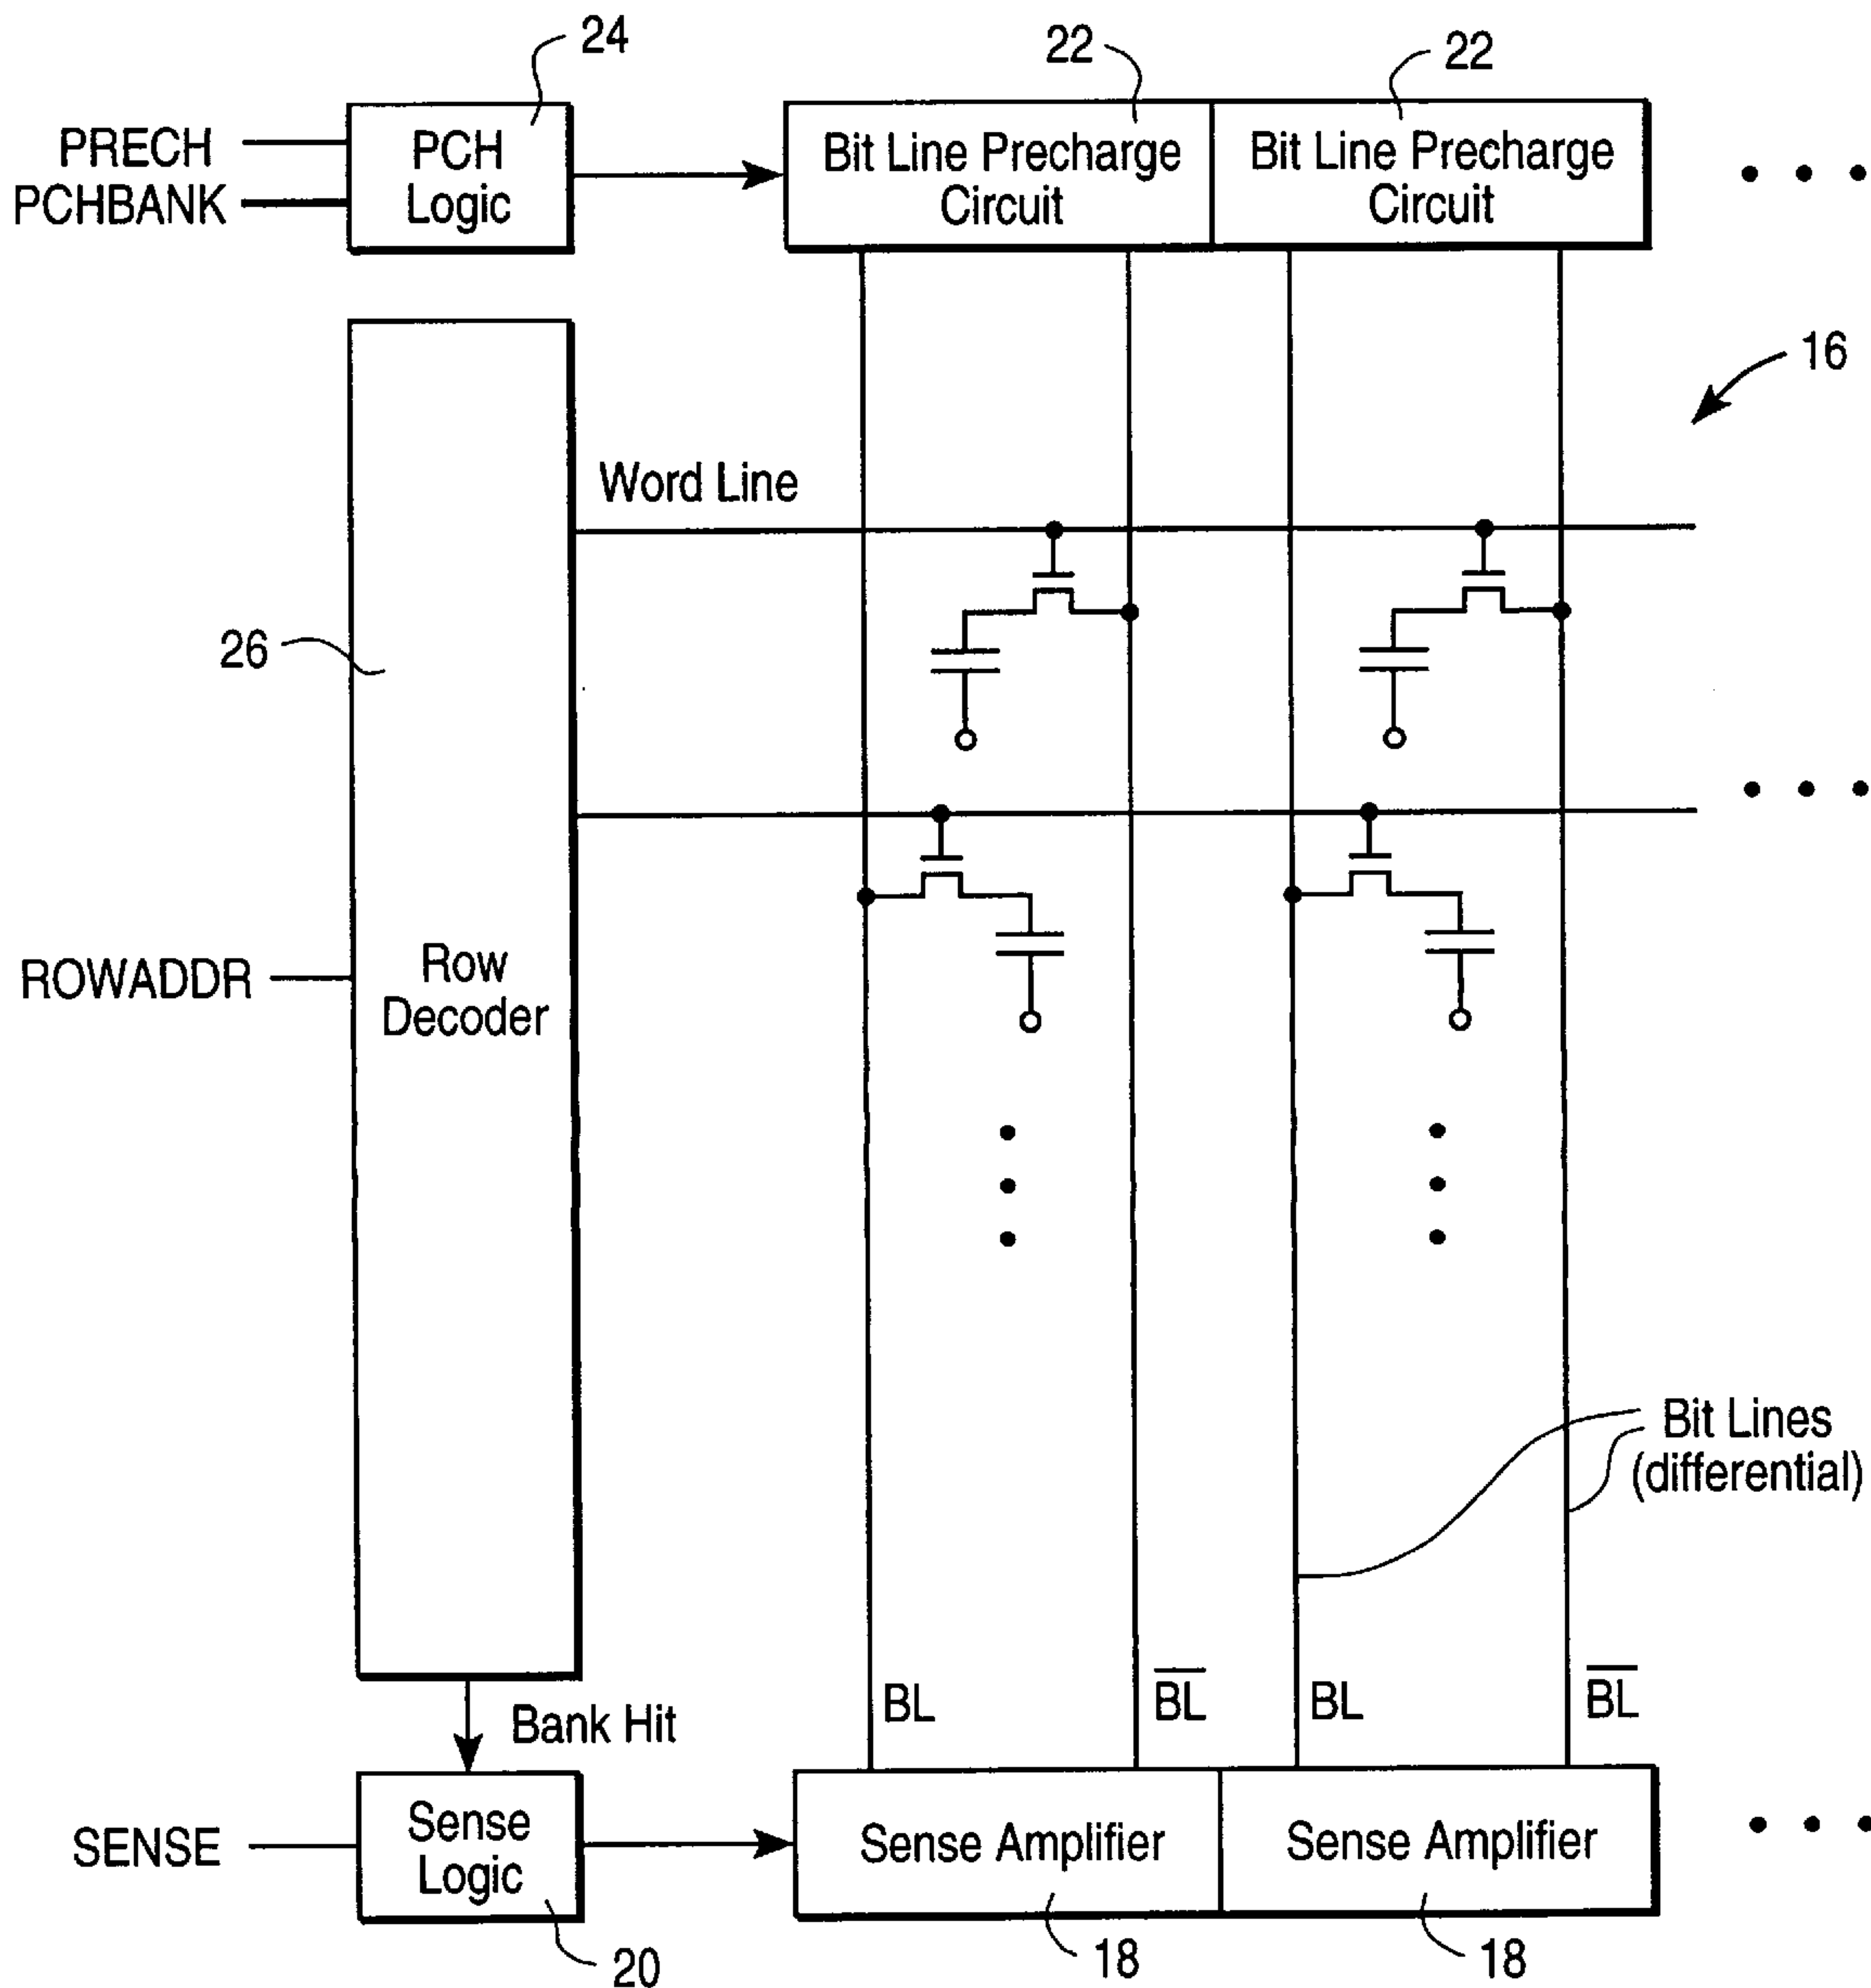 24
22
22
PRECH
PCHBANK
PCH
Logic
Bit Line Precharge
Circuit
Bit Line Precharge
Circuit
16
Word Line
26
ROWADDR
Row
Decoder
Bit Lines
(differential)
BL
B̅L̅
BL
B̅L̅
Bank Hit
SENSE
Sense
Logic
Sense Amplifier
Sense Amplifier
20
18
18